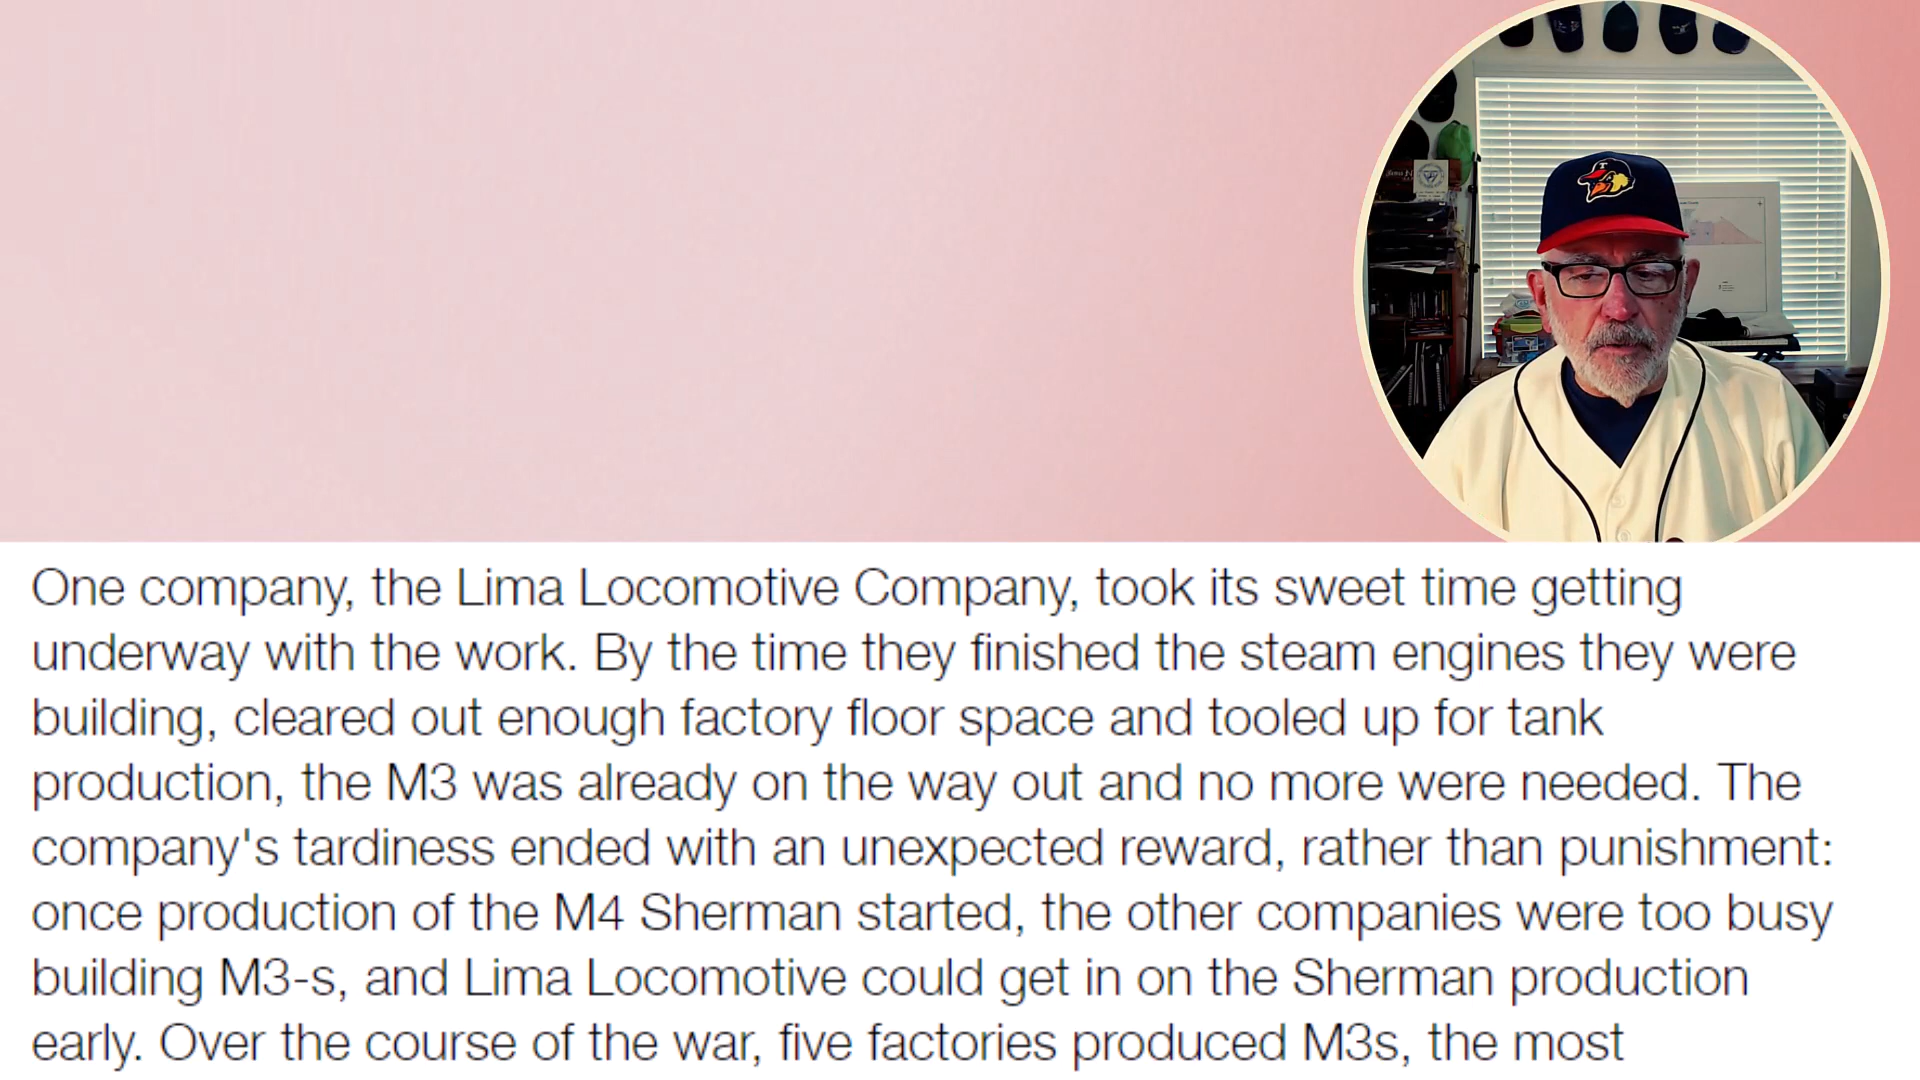 T
One company, the Lima Locomotive Company, took its sweet time getting
underway with the work. By the time they finished the steam engines they were
building, cleared out enough factory floor space and tooled up for tank
production, the M3 was already on the way out and no more were needed. The
company's tardiness ended with an unexpected reward, rather than punishment:
once production of the M4 Sherman started, the other companies were too busy
building M3-s, and Lima Locomotive could get in on the Sherman production
early. Over the course of the war, five factories produced M3s, the most